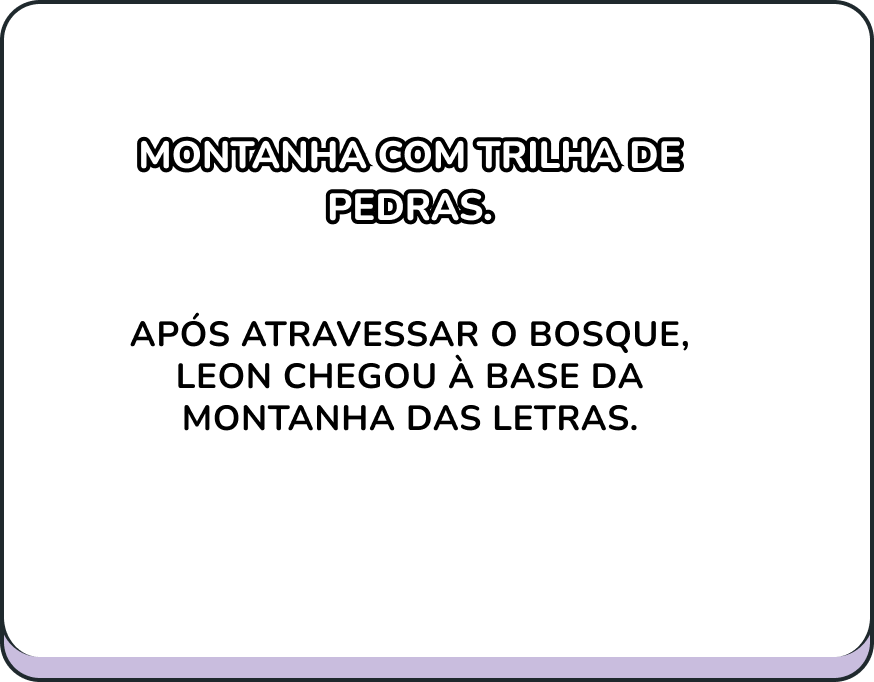 MONTANHA COM TRILHA DE
PEDRAS.
APÓS ATRAVESSAR O BOSQUE,
LEON CHEGOU À BASE DA
MONTANHA DAS LETRAS.